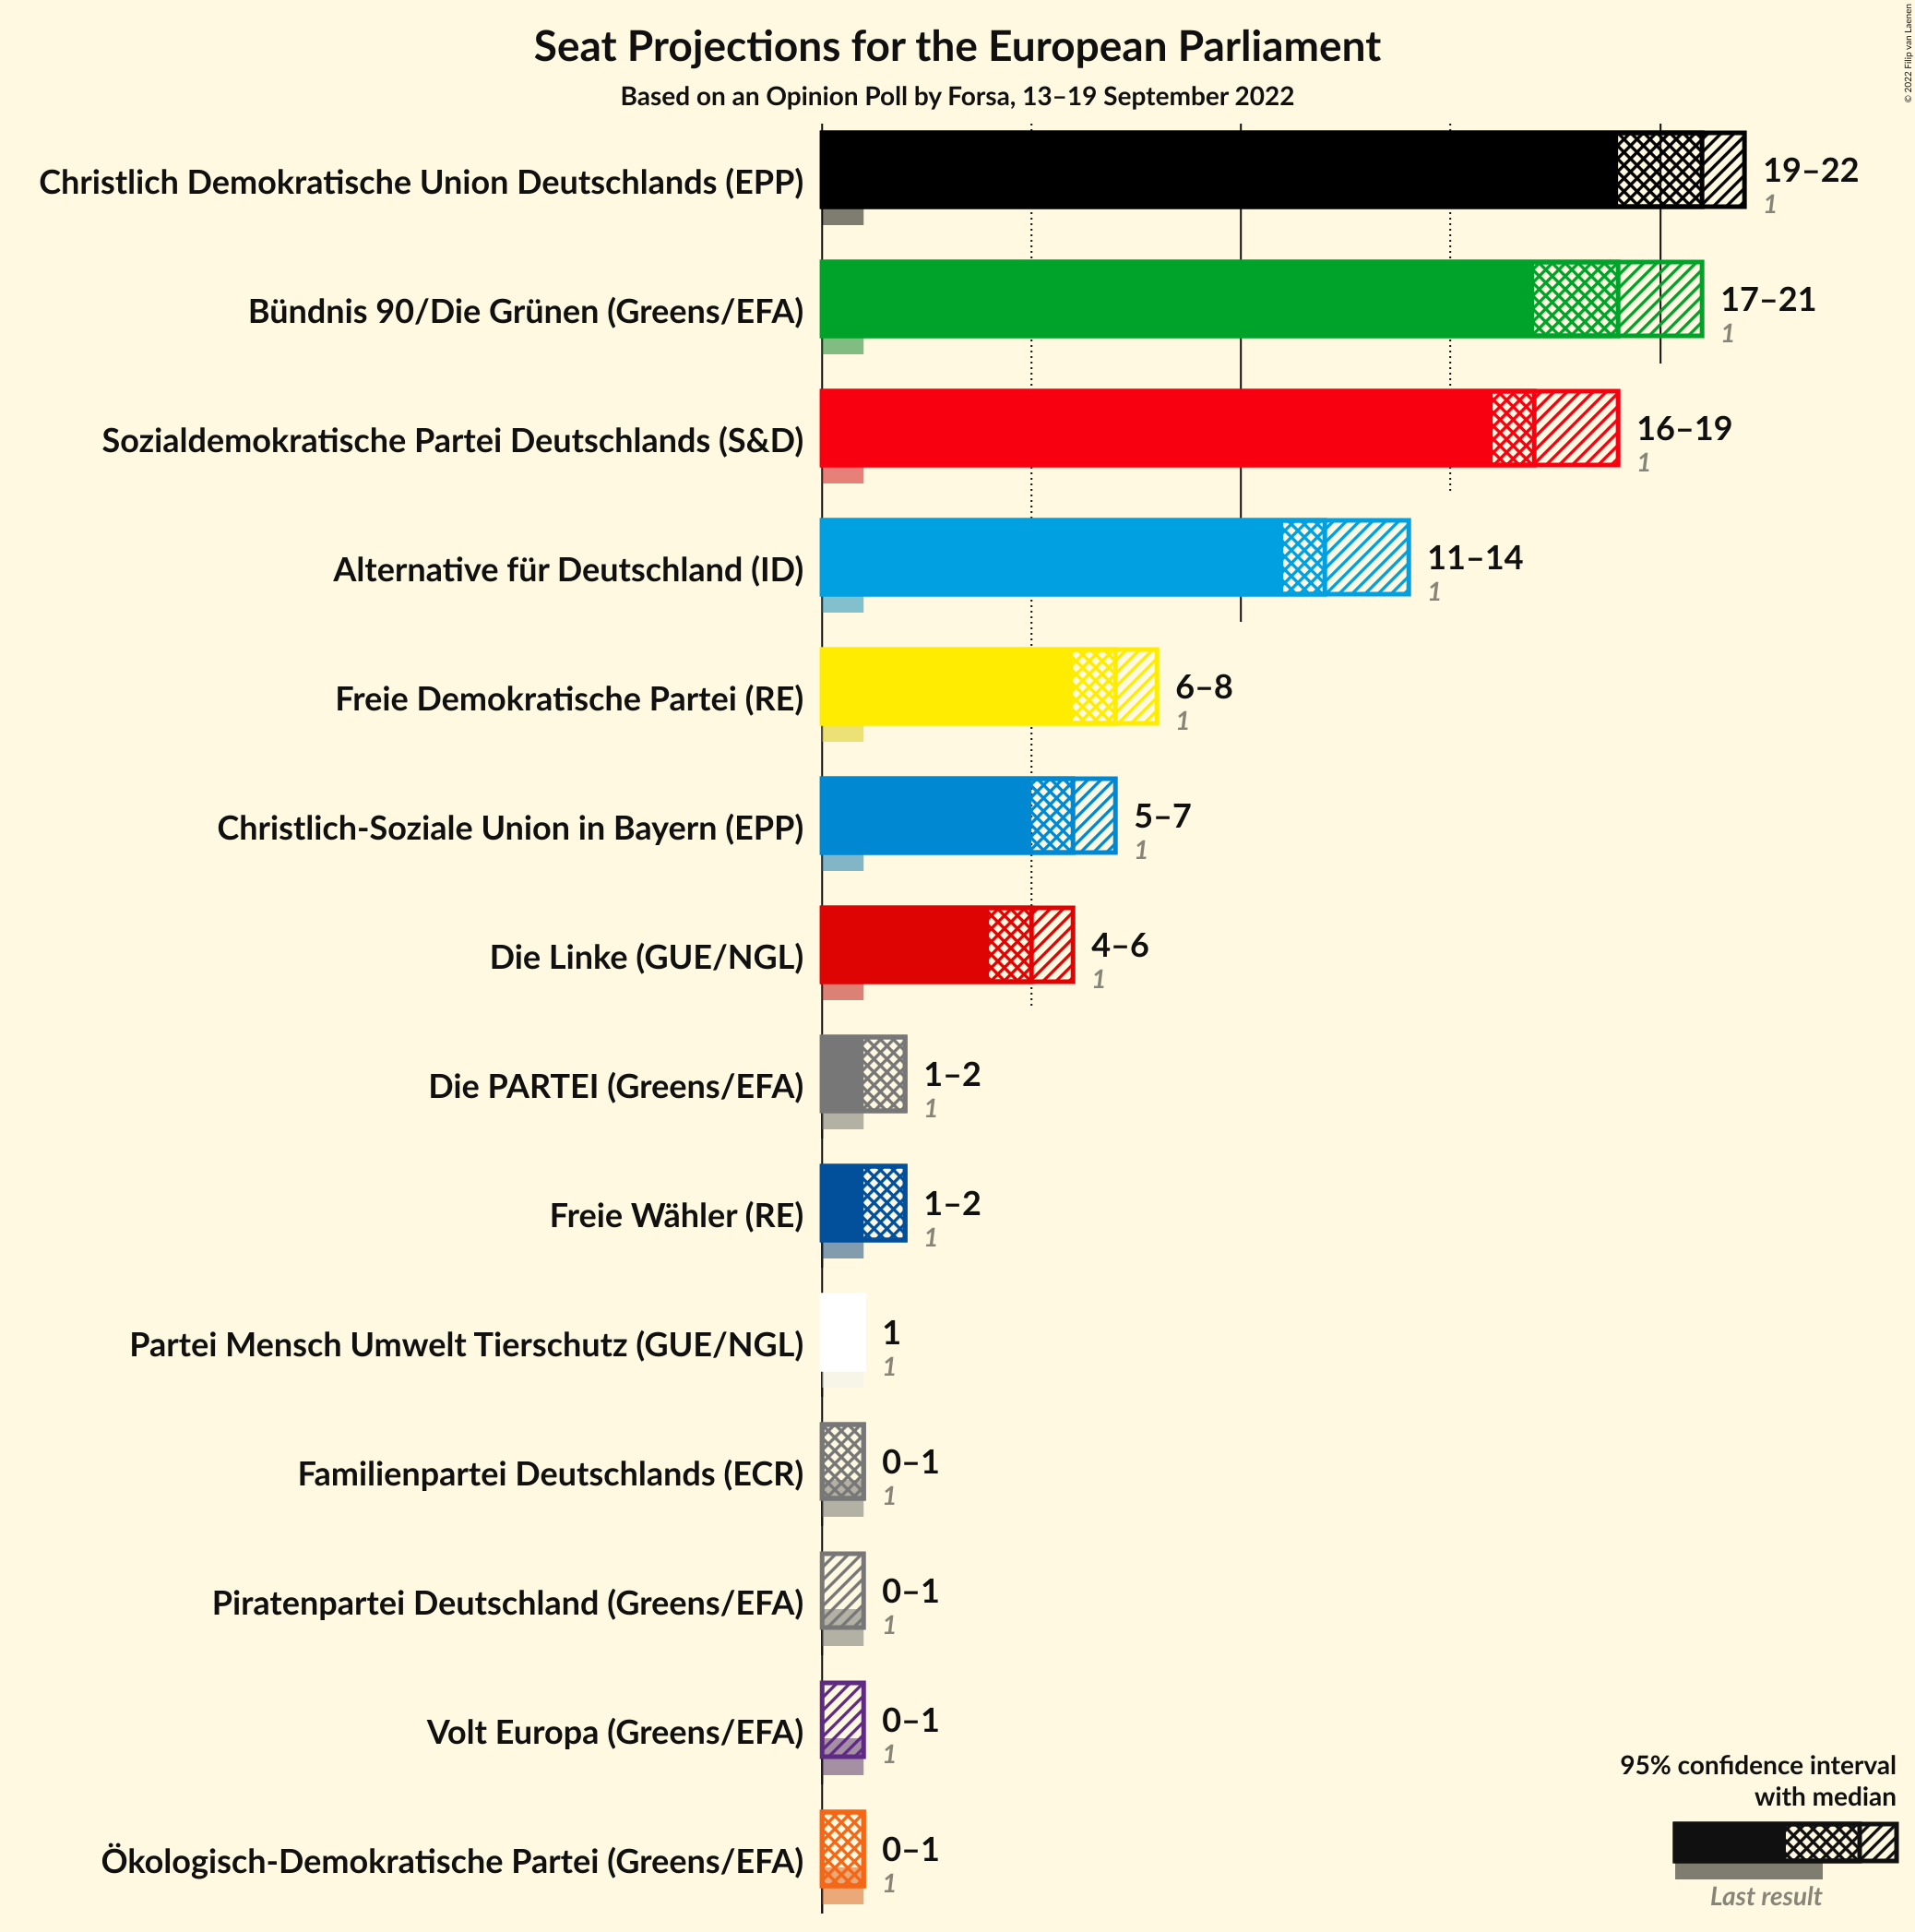 Seat Projections for the European Parliament
Based on an Opinion Poll by Forsa, 13–19 September 2022
© 2022 Filip van Laenen
Christlich Demokratische Union Deutschlands (EPP)
19–22
1
Bündnis 90/Die Grünen (Greens/EFA)
17–21
1
Sozialdemokratische Partei Deutschlands (S&D)
16–19
1
Alternative für Deutschland (ID)
11–14
1
Freie Demokratische Partei (RE)
6–8
1
Christlich-Soziale Union in Bayern (EPP)
5–7
1
Die Linke (GUE/NGL)
4–6
1
Die PARTEI (Greens/EFA)
1–2
1
Freie Wähler (RE)
1–2
1
Partei Mensch Umwelt Tierschutz (GUE/NGL)
1
1
Familienpartei Deutschlands (ECR)
0–1
1
Piratenpartei Deutschland (Greens/EFA)
0–1
1
Volt Europa (Greens/EFA)
0–1
1
Ökologisch-Demokratische Partei (Greens/EFA)
0–1
1
95% confidence interval
with median
Last result